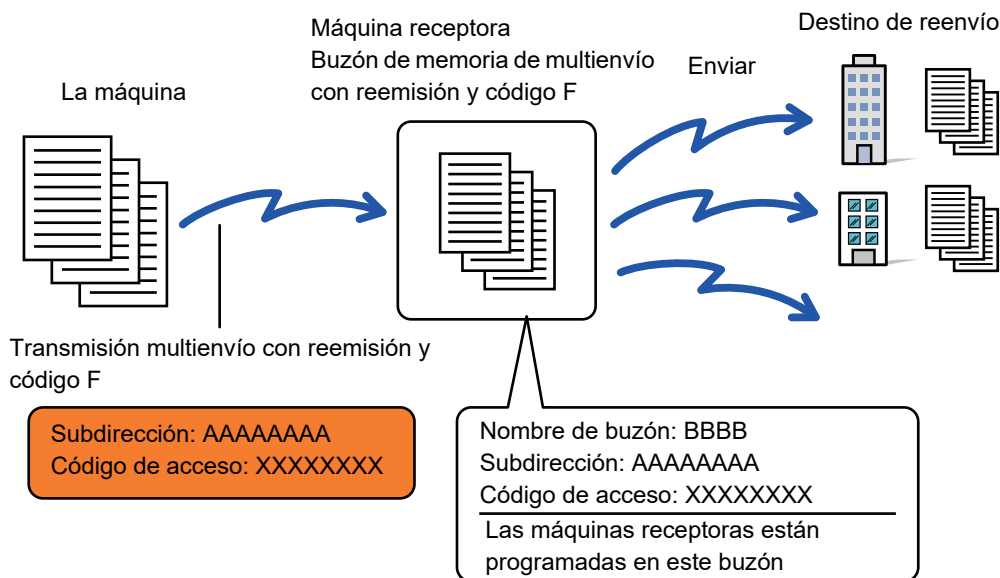 La máquina
Máquina receptora
Buzón de memoria de multienvío
con reemisión y código F
Enviar
Destino de reenvío
Transmisión multienvío con reemisión y
código F
Subdirección: AAAAAAAA
Código de acceso: XXXXXXXX
Nombre de buzón: BBBB
Subdirección: AAAAAAAA
Código de acceso: XXXXXXXX
Las máquinas receptoras están
programadas en este buzón